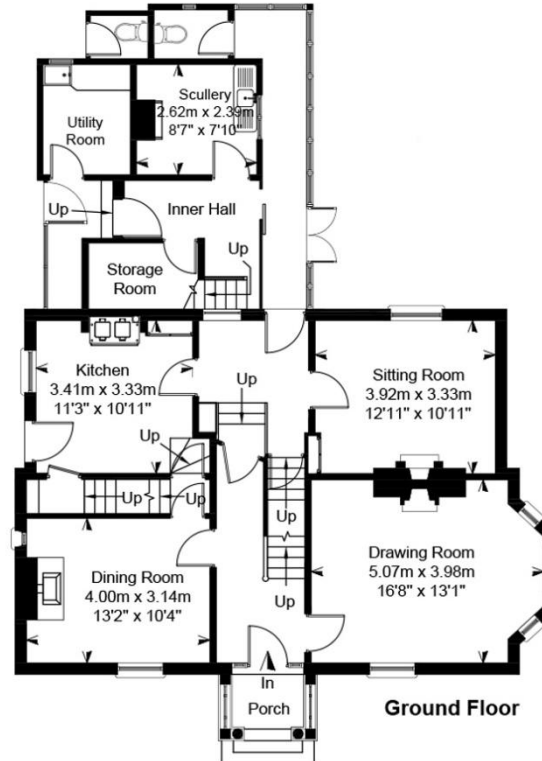 Scullery
2.62m x 2.39m
8'7" x 7'10"
Utility
Room
Up
Inner Hall
Up
Storage
Room
Kitchen
3.41m x 3.33m
11'3" x 10'11"
Up
Sitting Room
3.92m x 3.33m
12'11" x 10'11"
Up
Up
Up
Up
Drawing Room
5.07m x 3.98m
16'8" x 13'1"
Dining Room
4.00m x 3.14m
13'2" x 10'4"
Up
In
Porch
Ground Floor